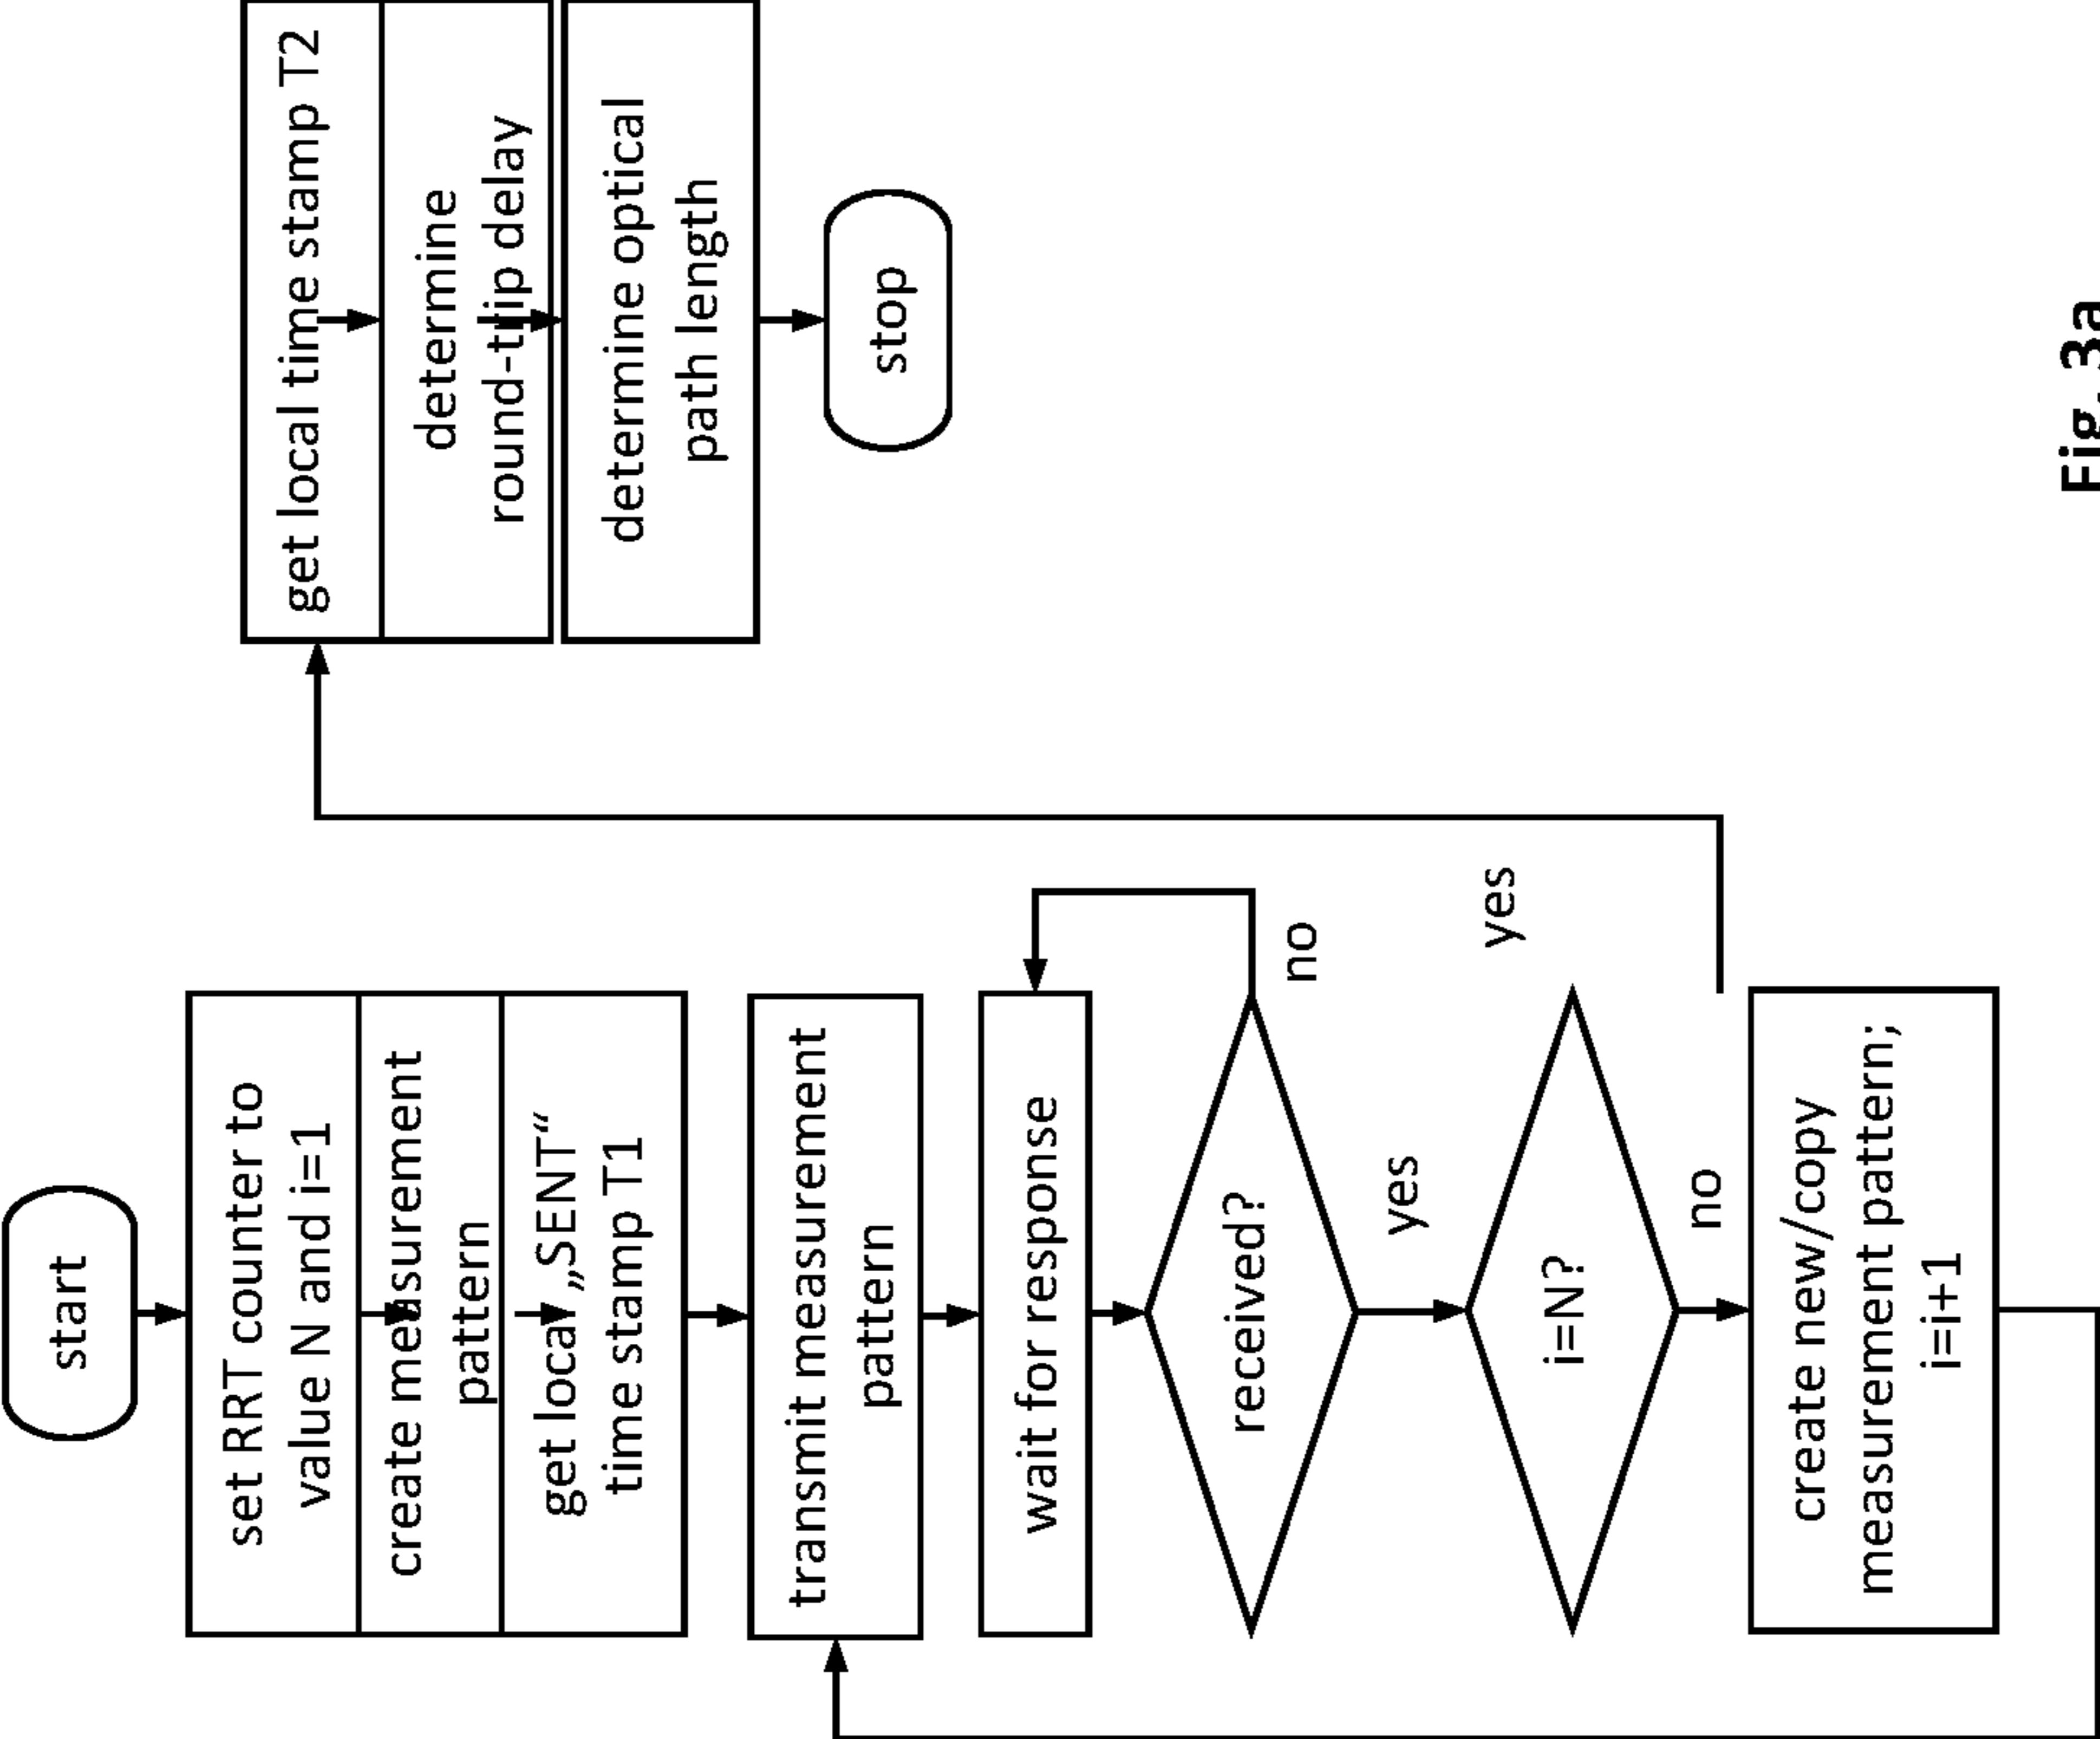 start
set RRT counter to
value N and i=1
create measurement
pattern
get local „SENT“
time stamp T1
transmit measurement
pattern
wait for response
received?
no
yes
i=N?
yes
no
create new/copy
measurement pattern;
i=i+1
get local time stamp T2
determine
round-trip delay
determine optical
path length
stop
Fig. 3a